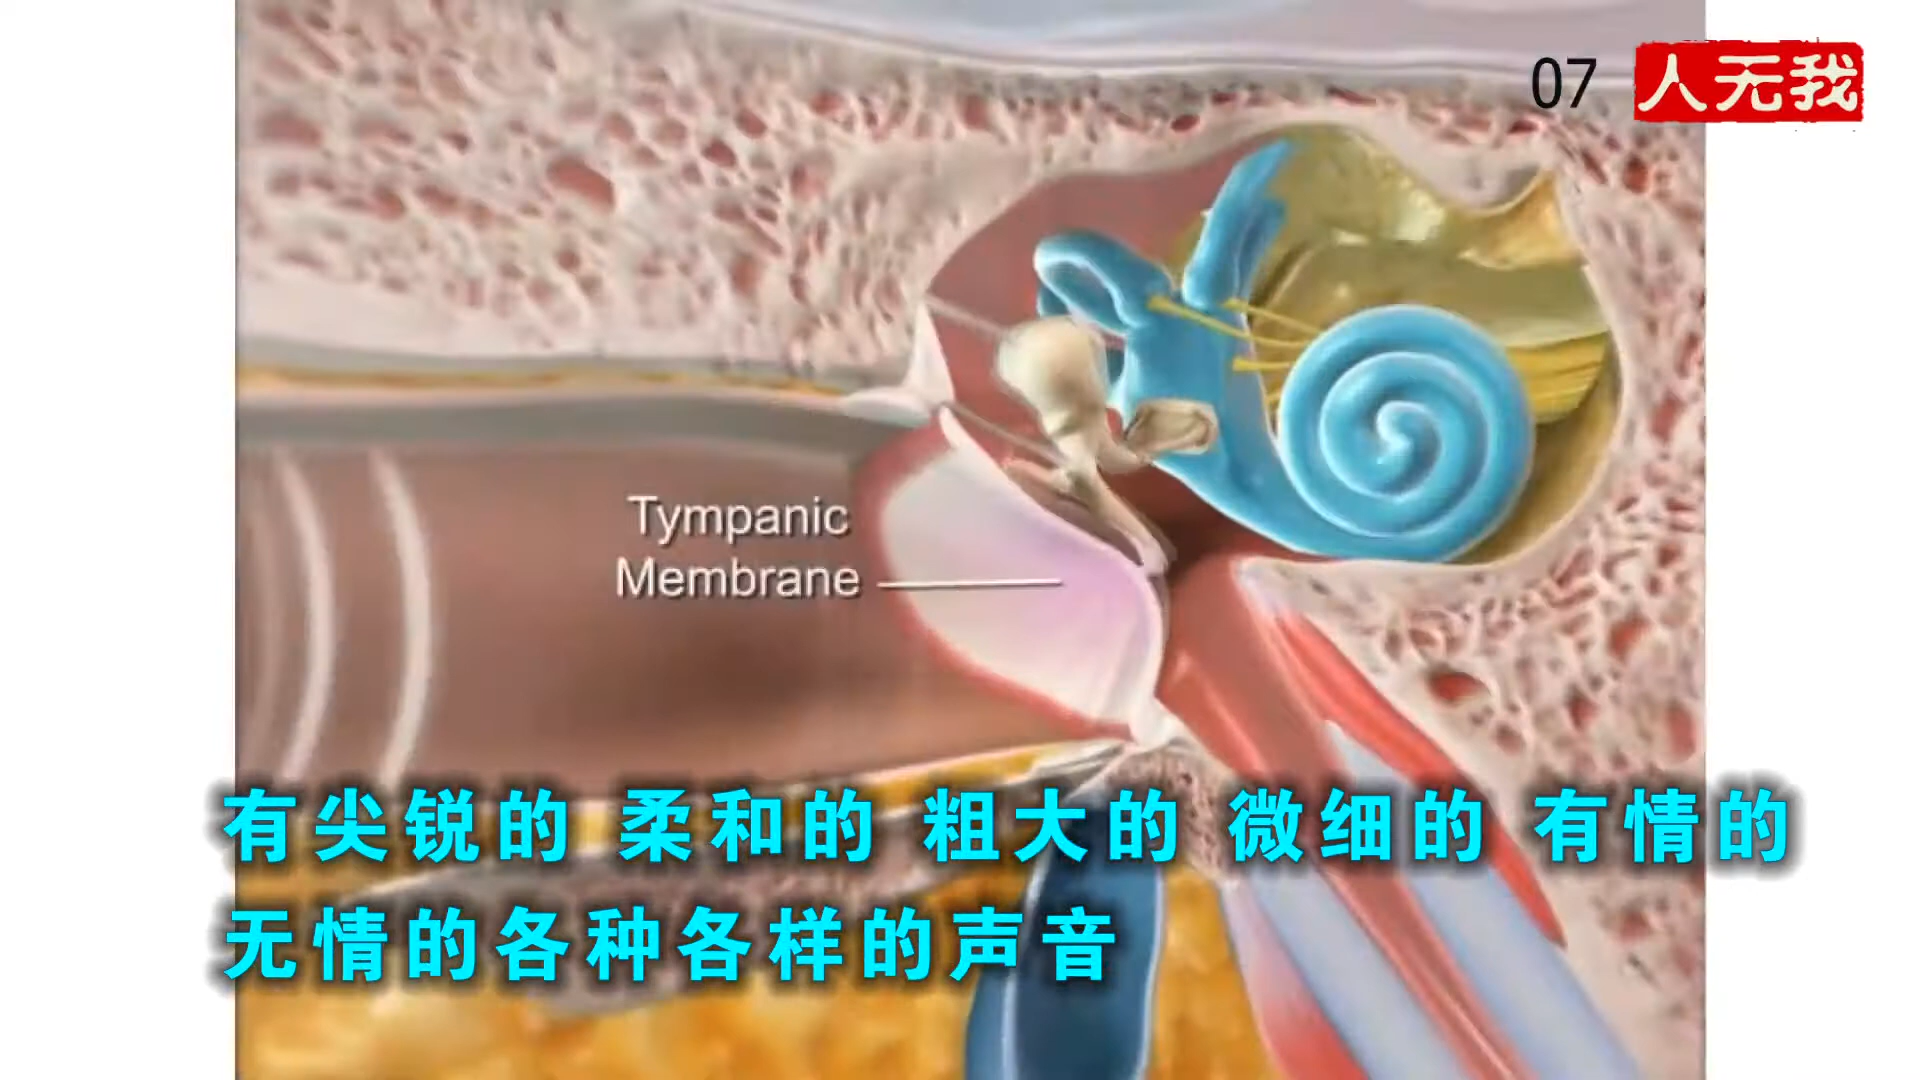 07 人无我
Tympanic
Membrane
有尖锐的 柔和的 粗大的 微细的 有情的
无情的各种各样的声音